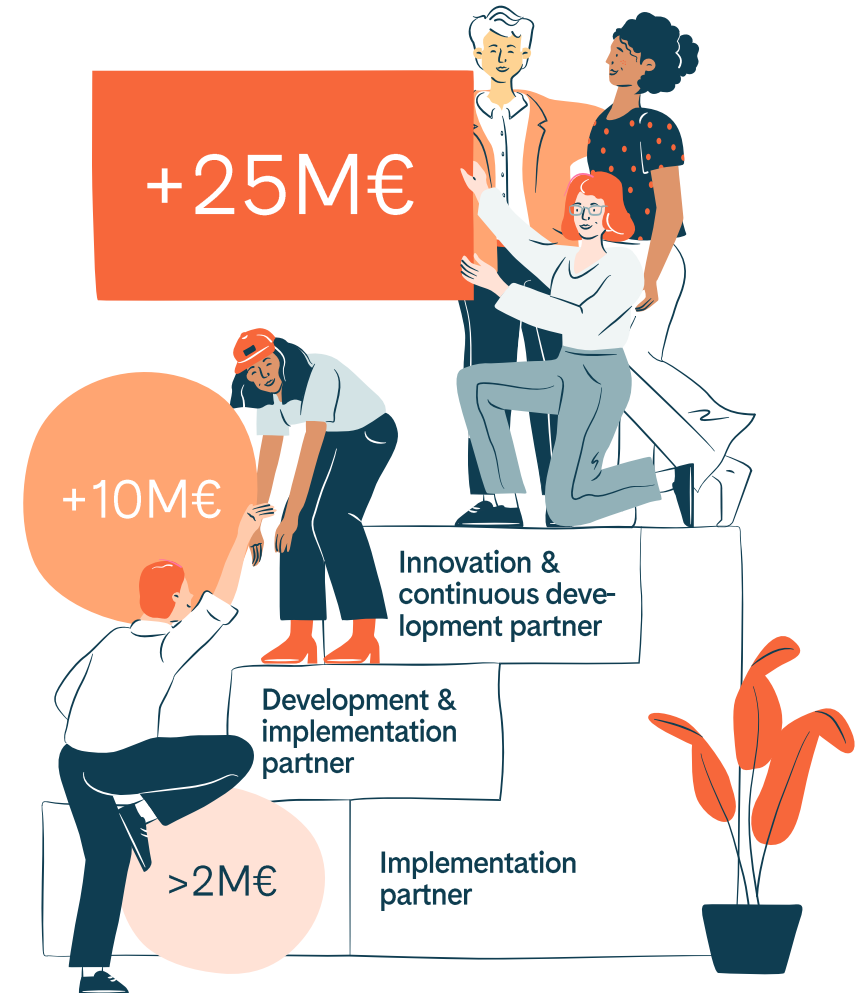 +25M€
+10M€
Innovation &
continuous deve-
lopment partner
Development &
implementation
partner
>2M€
Implementation
partner